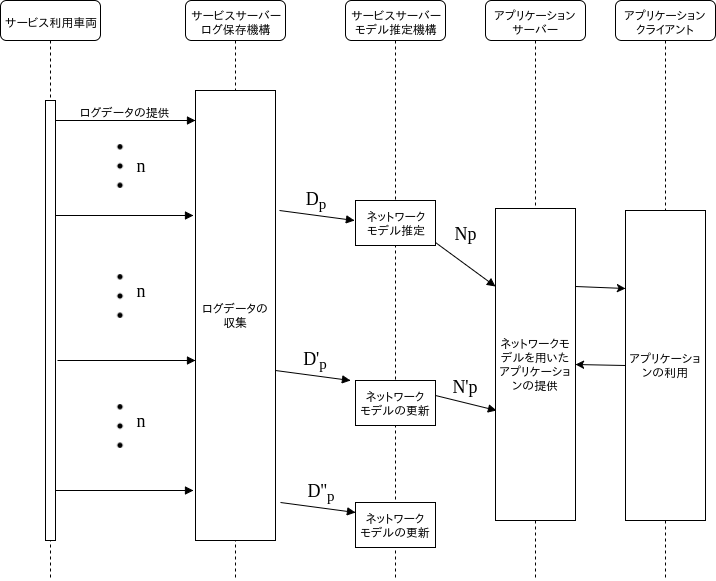 サービス利用車両
サービスサーバー
ログ保存機構
サービスサーバー
モデル推定機構
アプリケーション
サーバー
アプリケーション
クライアント
ログデータの提供
n
Dp
ネットワーク
モデル推定
Np
n
ログデータの
収集
D'p
ネットワーク
モデルの更新
N'p
ネットワークモ
デルを用いた
アプリケーショ
ンの提供
アプリケーショ
ンの利用
n
D"p
ネットワーク
モデルの更新